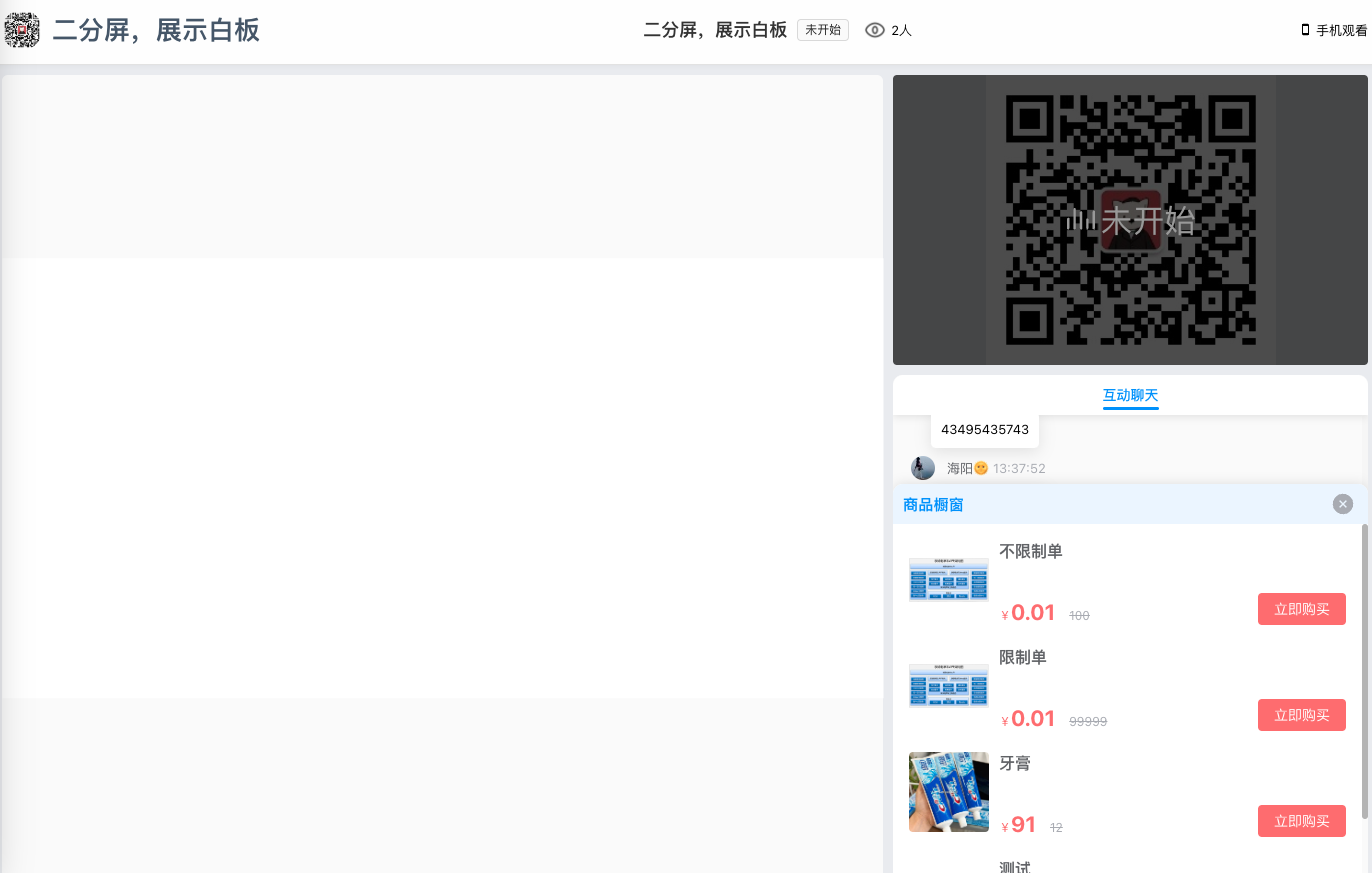 二分屏，展示白板
二分屏，展示白板 未开始 2人
手机观看
未开始
互动聊天
43495435743
海阳🤫 13:37:52
商品橱窗
不限制单
¥0.01 100
立即购买
限制单
¥0.01 99999
立即购买
牙膏
¥91 12
立即购买
测试